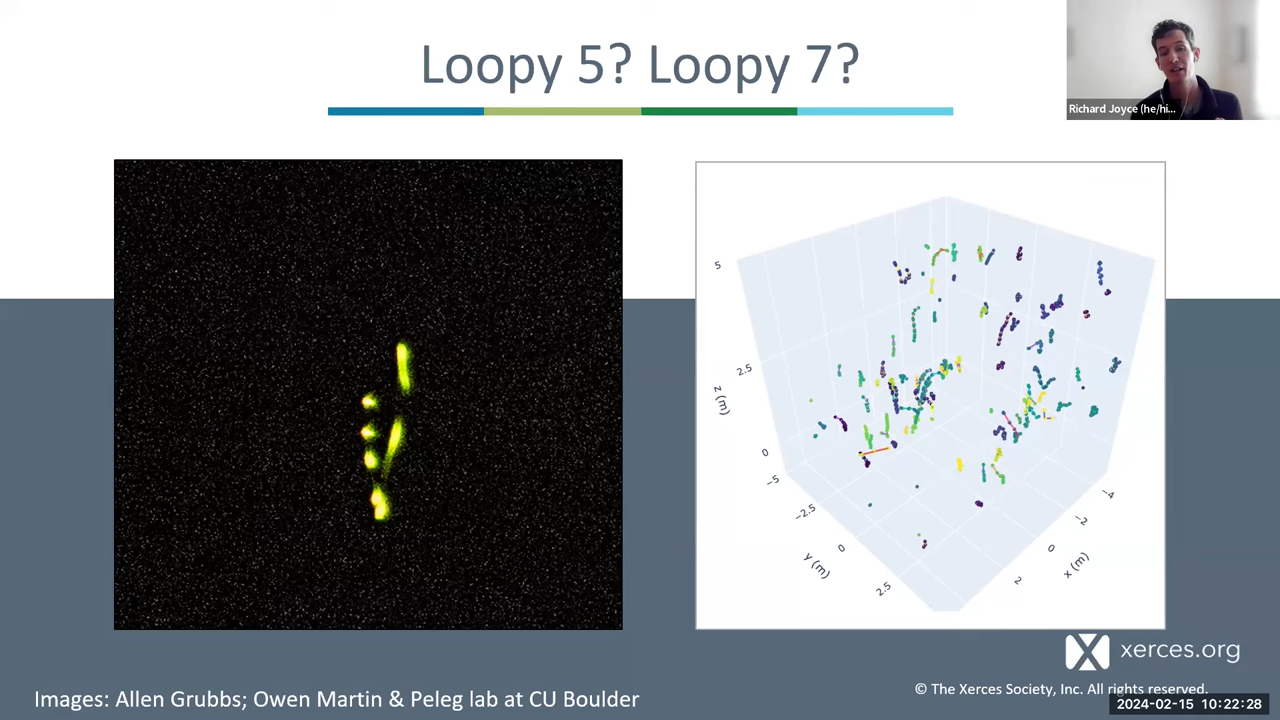 Loopy 5? Loopy 7?
Richard Joyce (he/hi...
5
2.5
0
z (m)
−5
−2.5
0
2.5
y (m)
−4
−2
0
2
x (m)
xerces.org
Images: Allen Grubbs; Owen Martin & Peleg lab at CU Boulder
© The Xerces Society, Inc. All rights reserved.
2024-02-15 10:22:28